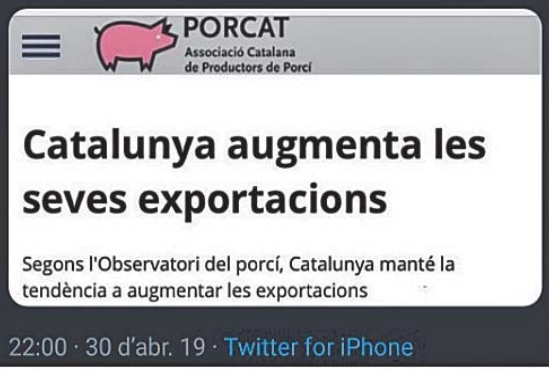 PORCAT
Associació Catalana
de Productors de Porcí
Catalunya augmenta les
seves exportacions
Segons l'Observatori del porcí, Catalunya manté la
tendència a augmentar les exportacions
22:00 · 30 d'abr. 19 · Twitter for iPhone